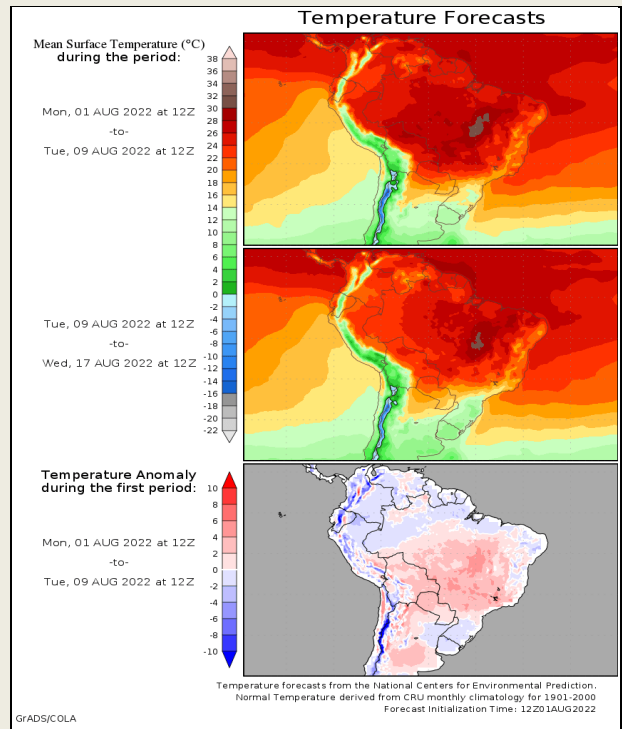 Temperature Forecasts
Mean Surface Temperature (°C)
during the period:
38
36
34
32
30
28
26
24
22
20
18
16
14
12
10
8
6
4
2
0
-2
-4
-6
-8
-10
-12
-14
-16
-18
-20
-22
Mon, 01 AUG 2022 at 12Z
-to-
Tue, 09 AUG 2022 at 12Z
Tue, 09 AUG 2022 at 12Z
-to-
Wed, 17 AUG 2022 at 12Z
Temperature Anomaly
during the first period:
10
8
6
4
2
0
-2
-4
-6
-8
-10
Mon, 01 AUG 2022 at 12Z
-to-
Tue, 09 AUG 2022 at 12Z
Temperature forecasts from the National Centers for Environmental Prediction.
Normal Temperature derived from CRU monthly climatology for 1901-2000
Forecast Initialization Time: 12Z01AUG2022
GrADS/COLA